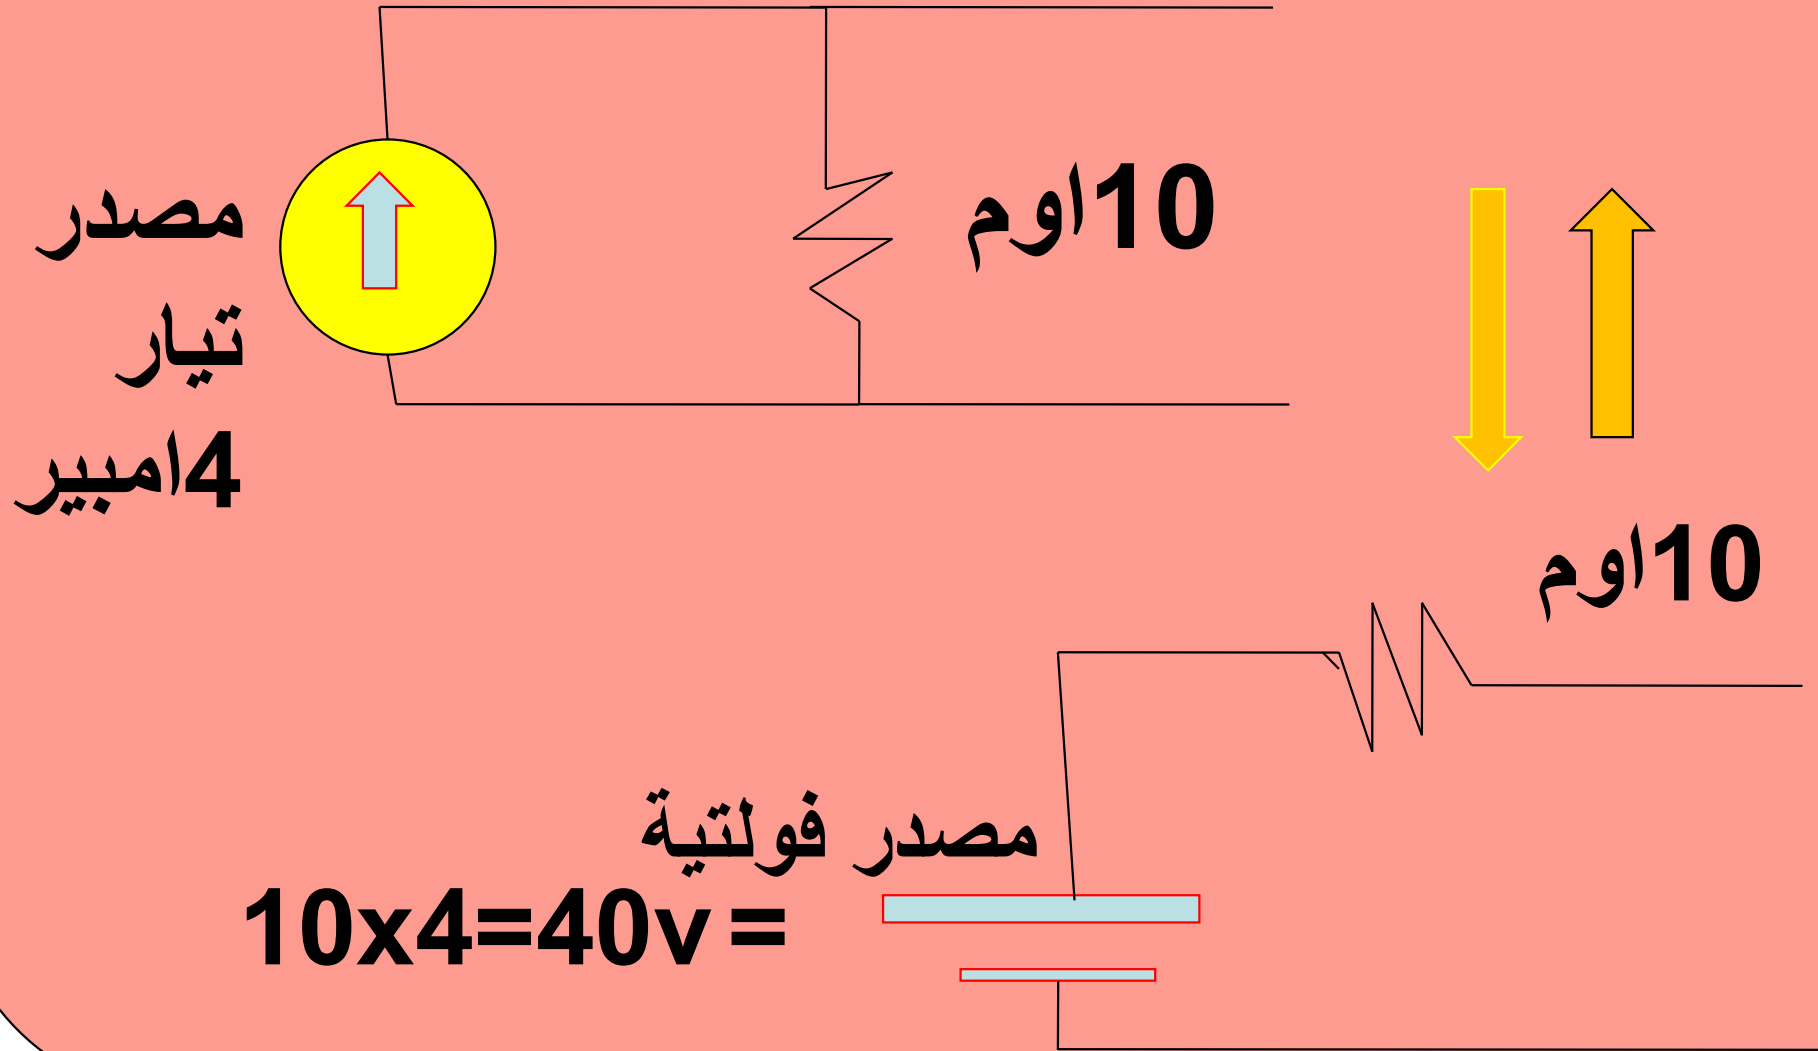 10اوم
مصدر
تيار
4امبير
10اوم
مصدر فولتية
10x4=40v =